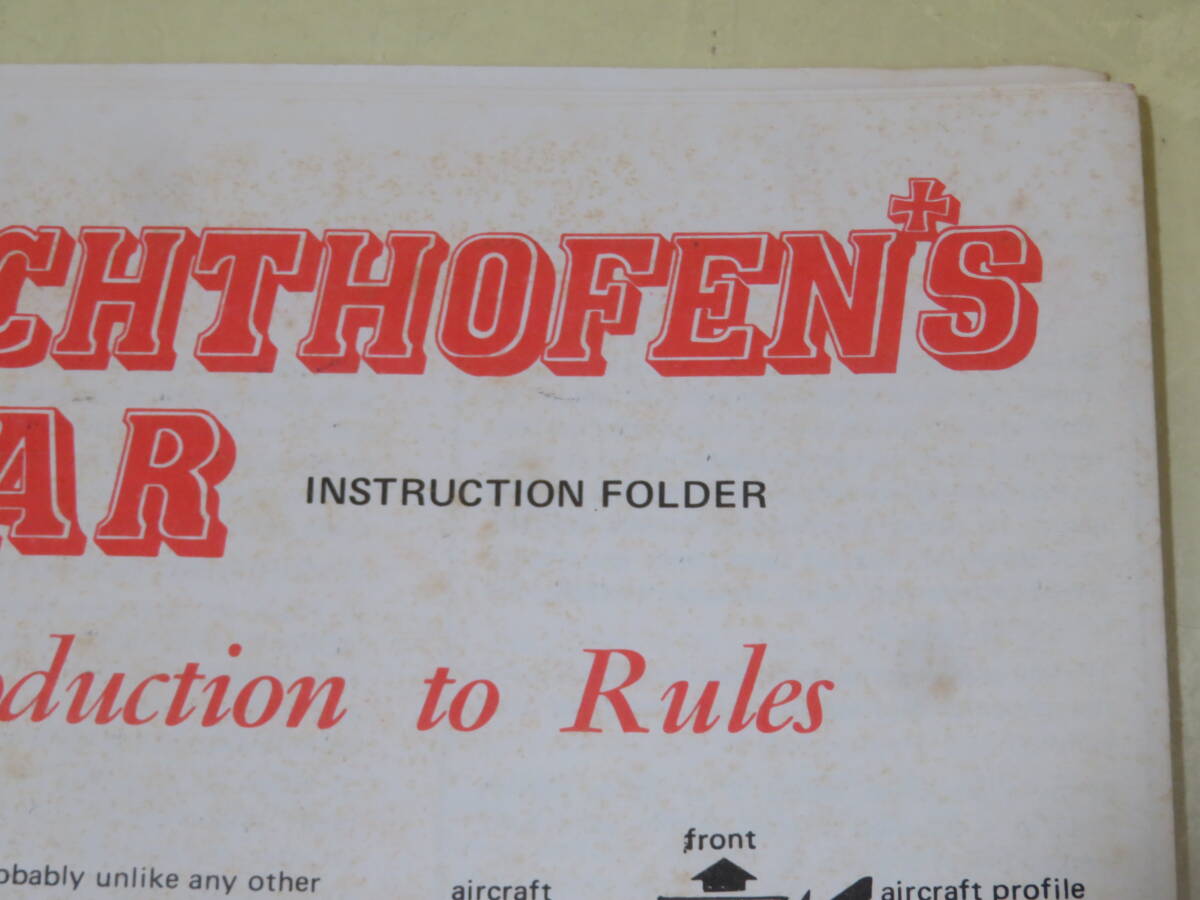 CHTHOFEN'S
AR
INSTRUCTION FOLDER
oduction to Rules
obably unlike any other
aircraft
front
aircraft profile